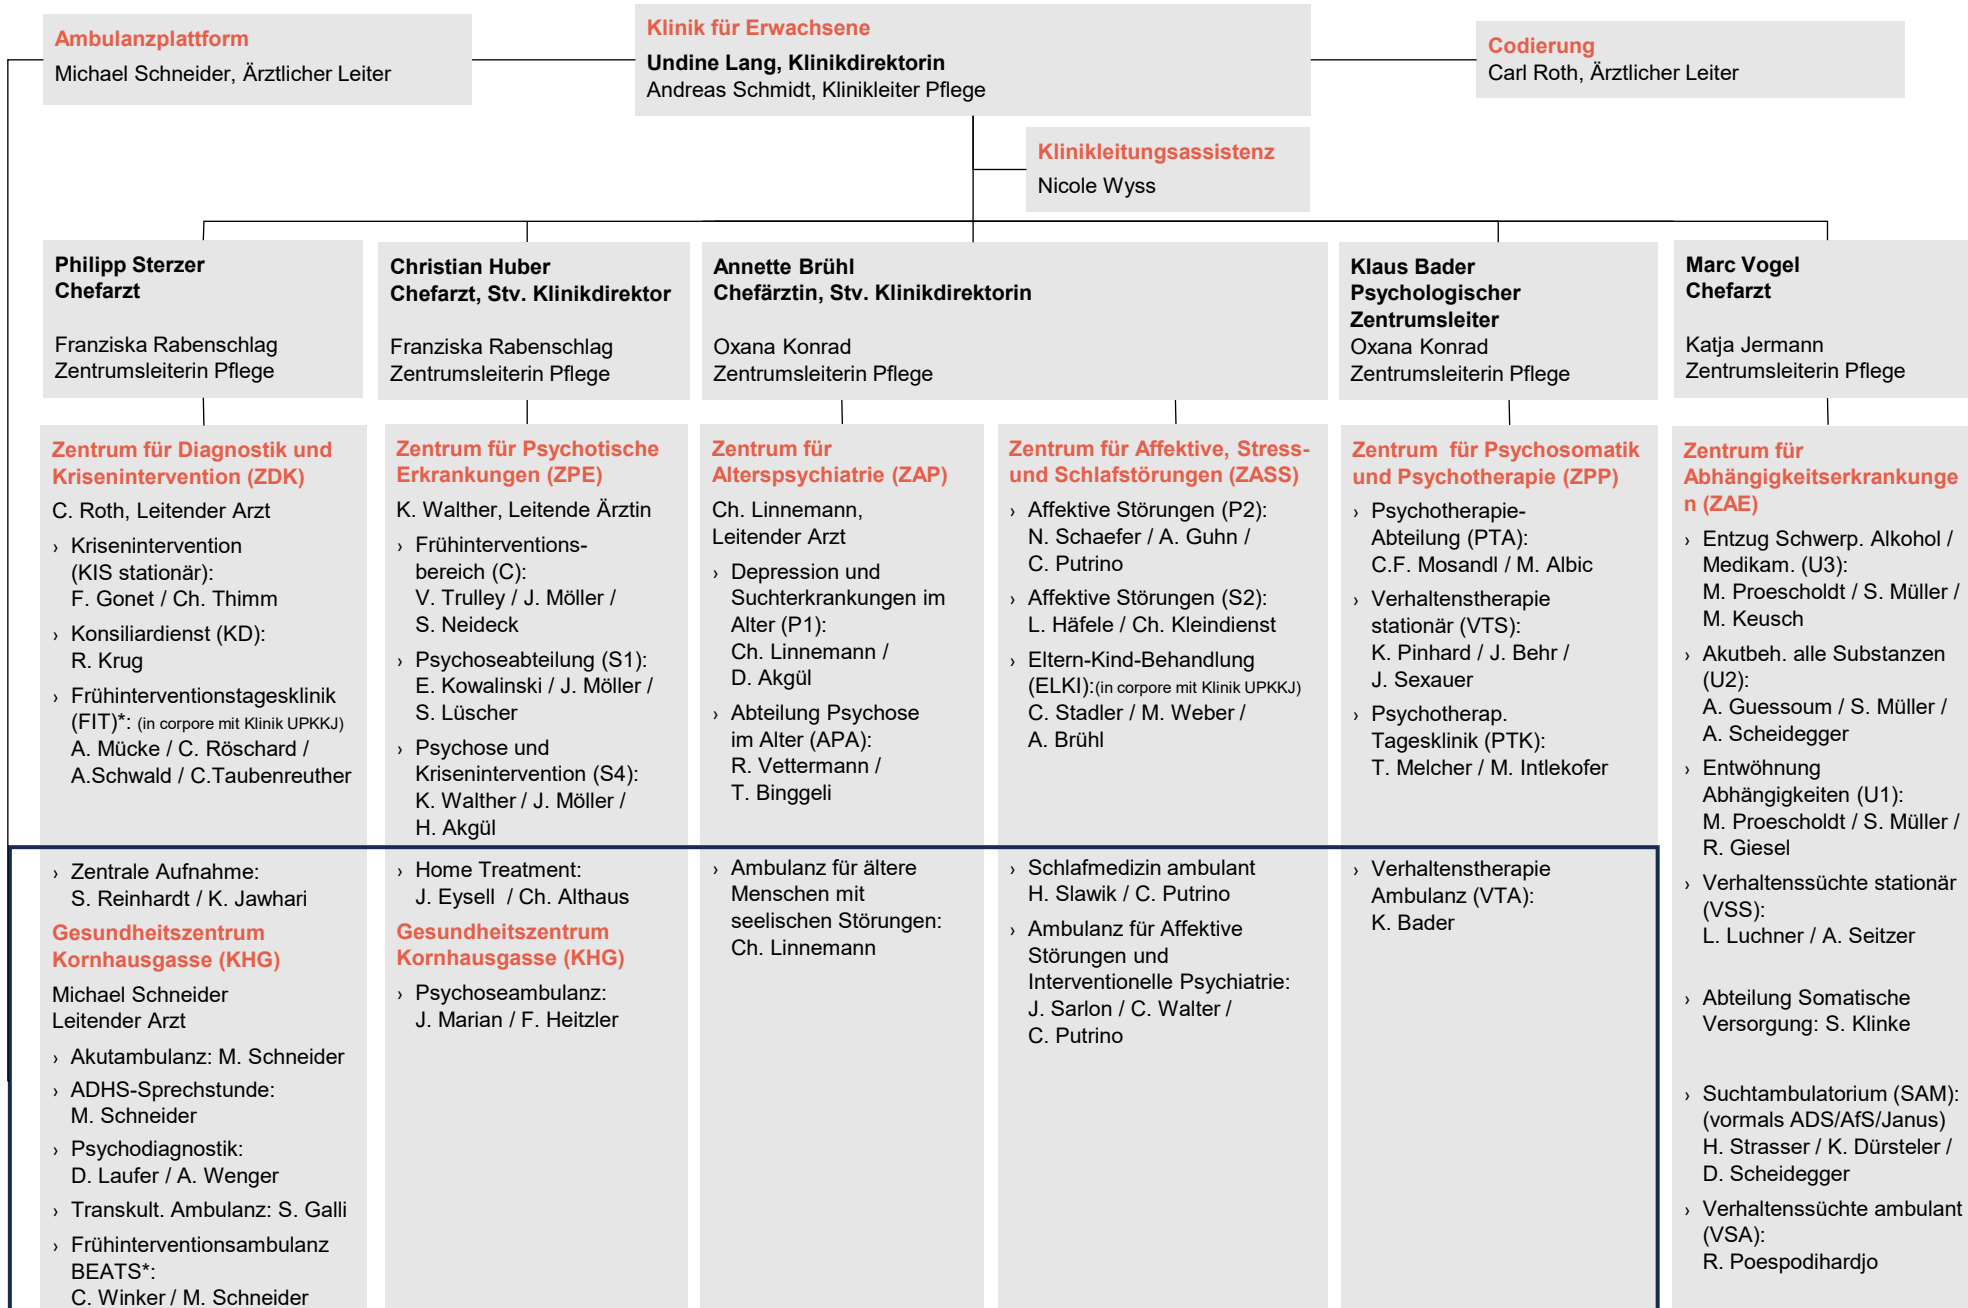 Ambulanzplattform
Michael Schneider, Ärztlicher Leiter
Klinik für Erwachsene
Undine Lang, Klinikdirektorin
Andreas Schmidt, Klinikleiter Pflege
Codierung
Carl Roth, Ärztlicher Leiter
Klinikleitungsassistenz
Nicole Wyss
Philipp Sterzer
Chefarzt
Franziska Rabenschlag
Zentrumsleiterin Pflege
Christian Huber
Chefarzt, Stv. Klinikdirektor
Franziska Rabenschlag
Zentrumsleiterin Pflege
Annette Brühl
Chefärztin, Stv. Klinikdirektorin
Oxana Konrad
Zentrumsleiterin Pflege
Klaus Bader
Psychologischer
Zentrumsleiter
Oxana Konrad
Zentrumsleiterin Pflege
Marc Vogel
Chefarzt
Katja Jermann
Zentrumsleiterin Pflege
Zentrum für Diagnostik und
Krisenintervention (ZDK)
C. Roth, Leitender Arzt
› Krisenintervention
(KIS stationär):
F. Gonet / Ch. Thimm
› Konsiliardienst (KD):
R. Krug
› Frühinterventionstagesklinik
(FIT)*: (in corpore mit Klinik UPKKJ)
A. Mücke / C. Röschard /
A.Schwald / C.Taubenreuther
› Zentrale Aufnahme:
S. Reinhardt / K. Jawhari
Gesundheitszentrum
Kornhausgasse (KHG)
Michael Schneider
Leitender Arzt
› Akutambulanz: M. Schneider
› ADHS-Sprechstunde:
M. Schneider
› Psychodiagnostik:
D. Laufer / A. Wenger
› Transkult. Ambulanz: S. Galli
› Frühinterventionsambulanz
BEATS*:
C. Winker / M. Schneider
Zentrum für Psychotische
Erkrankungen (ZPE)
K. Walther, Leitende Ärztin
› Frühinterventions-
bereich (C):
V. Trulley / J. Möller /
S. Neideck
› Psychoseabteilung (S1):
E. Kowalinski / J. Möller /
S. Lüscher
› Psychose und
Krisenintervention (S4):
K. Walther / J. Möller /
H. Akgül
› Home Treatment:
J. Eysell / Ch. Althaus
Gesundheitszentrum
Kornhausgasse (KHG)
› Psychoseambulanz:
J. Marian / F. Heitzler
Zentrum für
Alterspsychiatrie (ZAP)
Ch. Linnemann,
Leitender Arzt
› Depression und
Suchterkrankungen im
Alter (P1):
Ch. Linnemann /
D. Akgül
› Abteilung Psychose
im Alter (APA):
R. Vettermann /
T. Binggeli
› Ambulanz für ältere
Menschen mit
seelischen Störungen:
Ch. Linnemann
Zentrum für Affektive, Stress-
und Schlafstörungen (ZASS)
› Affektive Störungen (P2):
N. Schaefer / A. Guhn /
C. Putrino
› Affektive Störungen (S2):
L. Häfele / Ch. Kleindienst
› Eltern-Kind-Behandlung
(ELKI):(in corpore mit Klinik UPKKJ)
C. Stadler / M. Weber /
A. Brühl
› Schlafmedizin ambulant
H. Slawik / C. Putrino
› Ambulanz für Affektive
Störungen und
Interventionelle Psychiatrie:
J. Sarlon / C. Walter /
C. Putrino
Zentrum für Psychosomatik
und Psychotherapie (ZPP)
› Psychotherapie-
Abteilung (PTA):
C.F. Mosandl / M. Albic
› Verhaltenstherapie
stationär (VTS):
K. Pinhard / J. Behr /
J. Sexauer
› Psychotherap.
Tagesklinik (PTK):
T. Melcher / M. Intlekofer
› Verhaltenstherapie
Ambulanz (VTA):
K. Bader
Zentrum für
Abhängigkeitserkrankunge
n (ZAE)
› Entzug Schwerp. Alkohol /
Medikam. (U3):
M. Proescholdt / S. Müller /
M. Keusch
› Akutbeh. alle Substanzen
(U2):
A. Guessoum / S. Müller /
A. Scheidegger
› Entwöhnung
Abhängigkeiten (U1):
M. Proescholdt / S. Müller /
R. Giesel
› Verhaltenssüchte stationär
(VSS):
L. Luchner / A. Seitzer
› Abteilung Somatische
Versorgung: S. Klinke
› Suchtambulatorium (SAM):
(vormals ADS/AfS/Janus)
H. Strasser / K. Dürsteler /
D. Scheidegger
› Verhaltenssüchte ambulant
(VSA):
R. Poespodihardjo